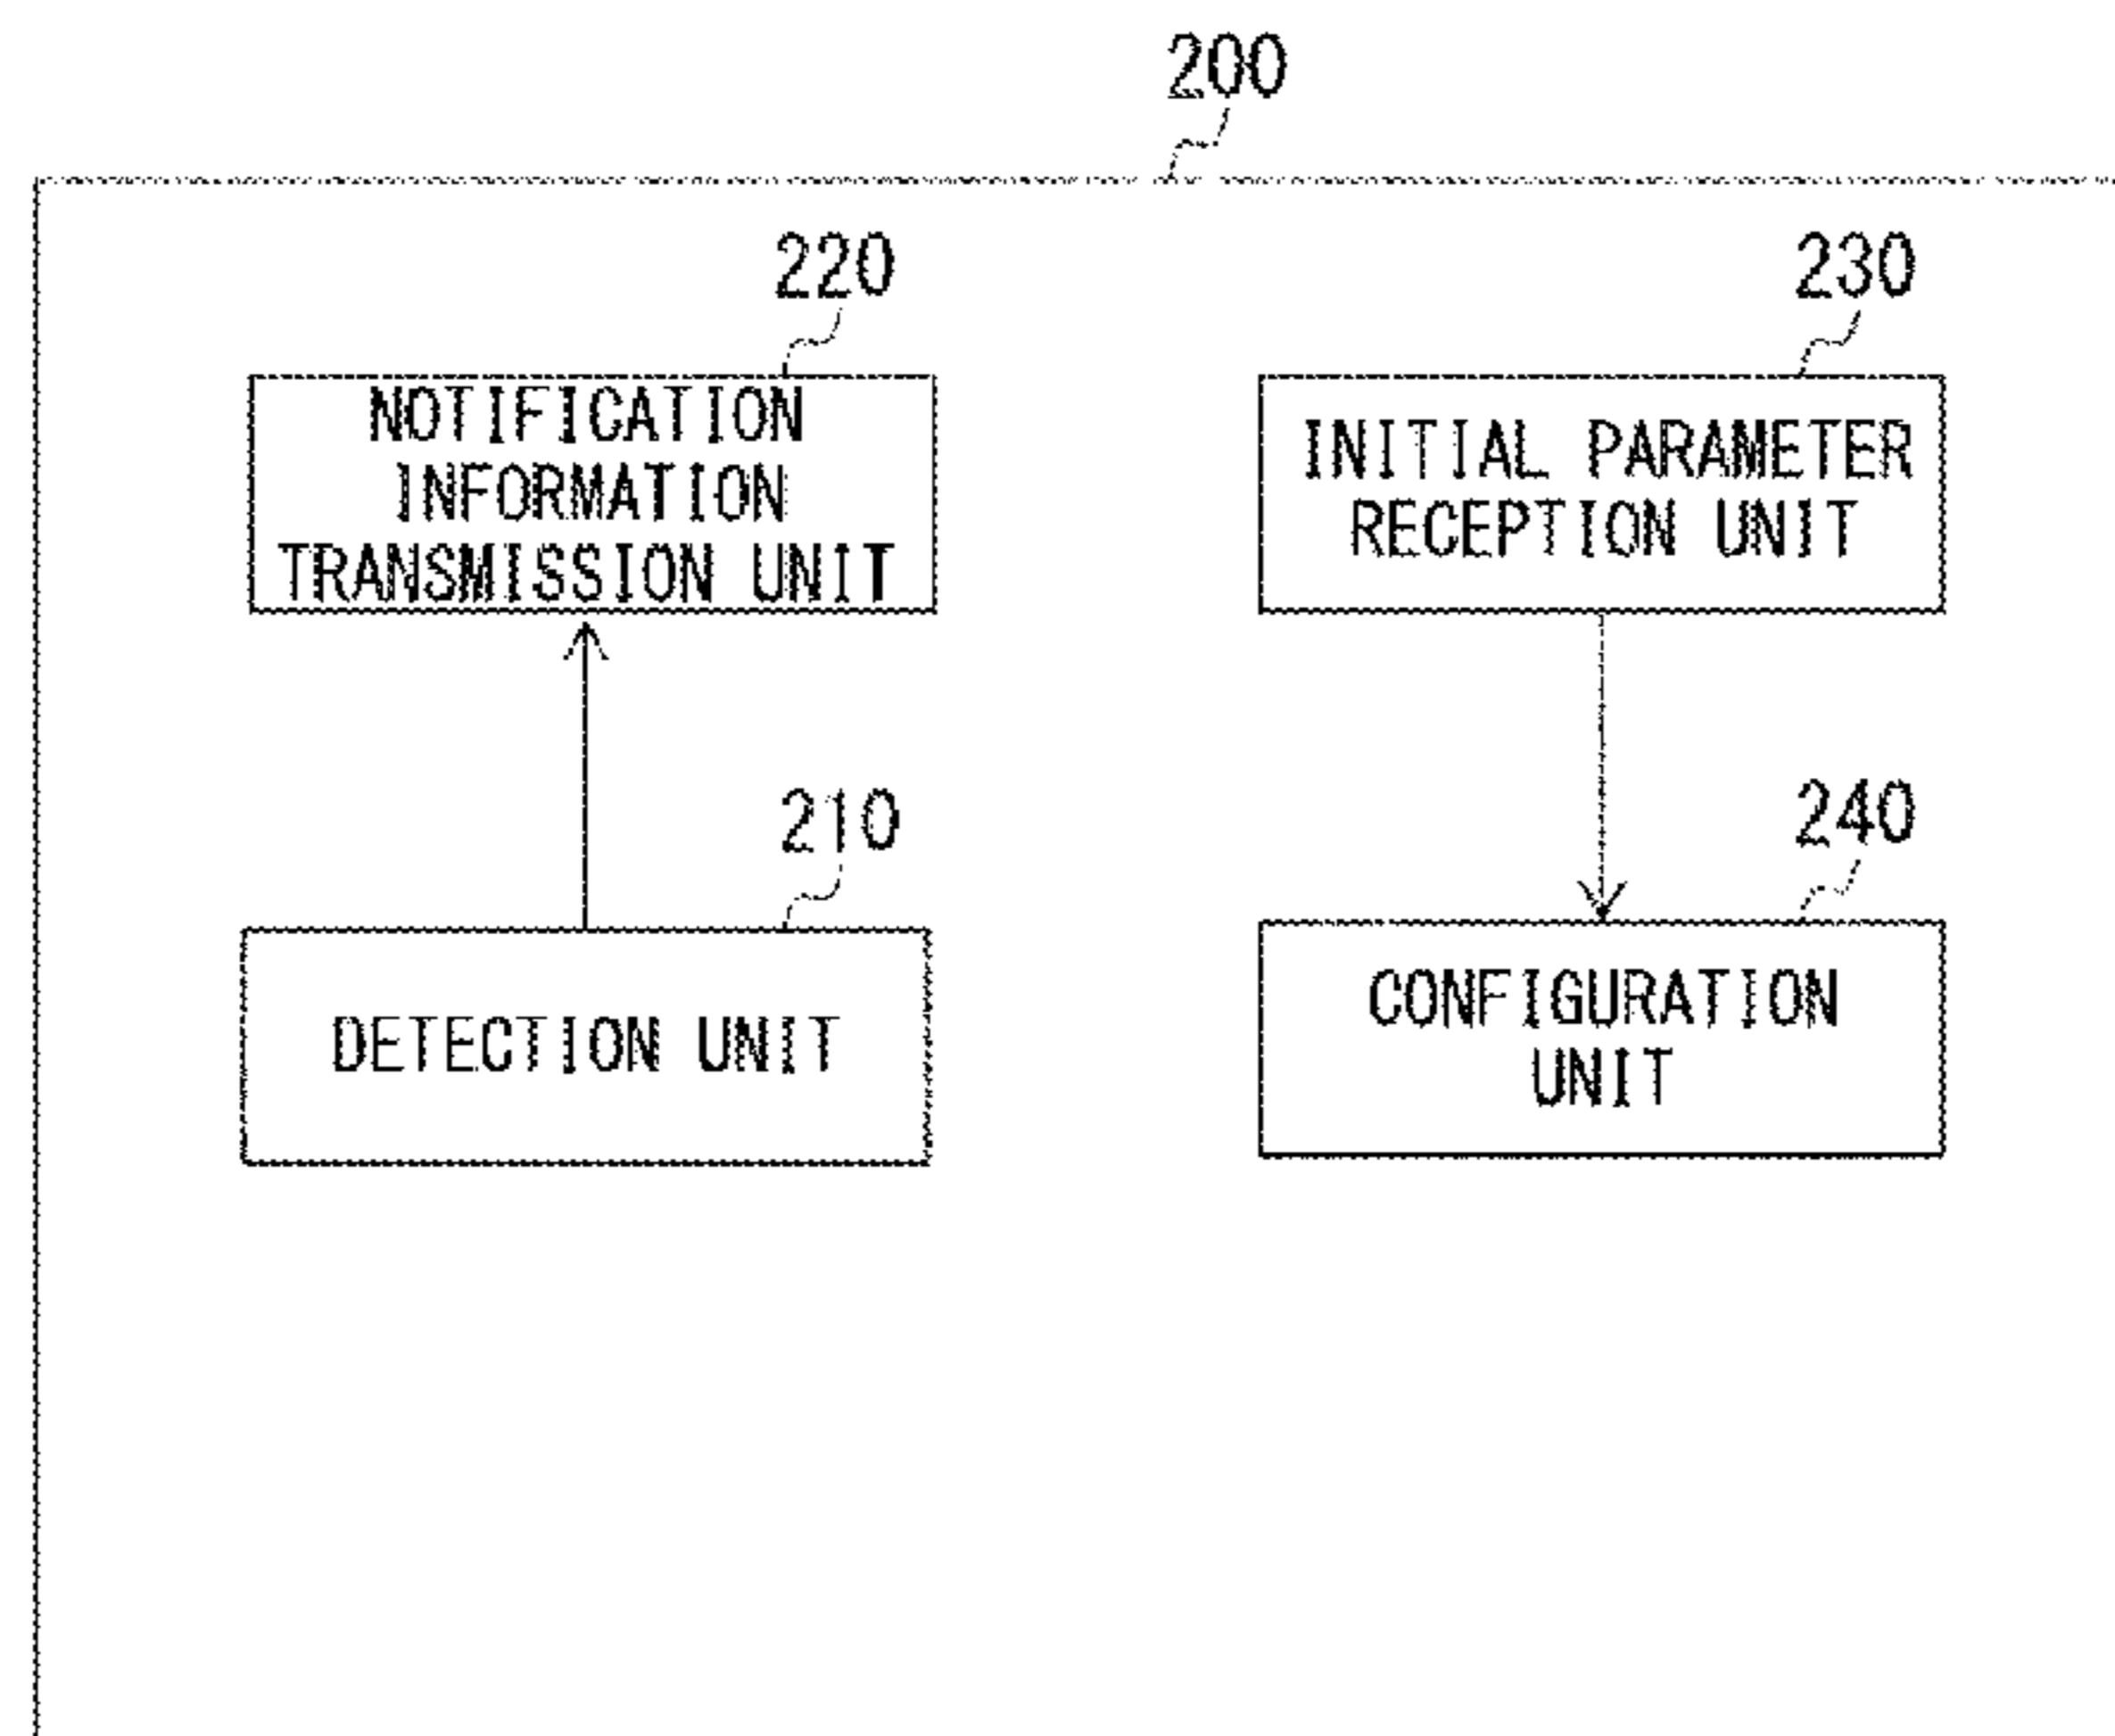 200
220
NOTIFICATION
INFORMATION
TRANSMISSION UNIT
230
INITIAL PARAMETER
RECEPTION UNIT
210
DETECTION UNIT
240
CONFIGURATION
UNIT